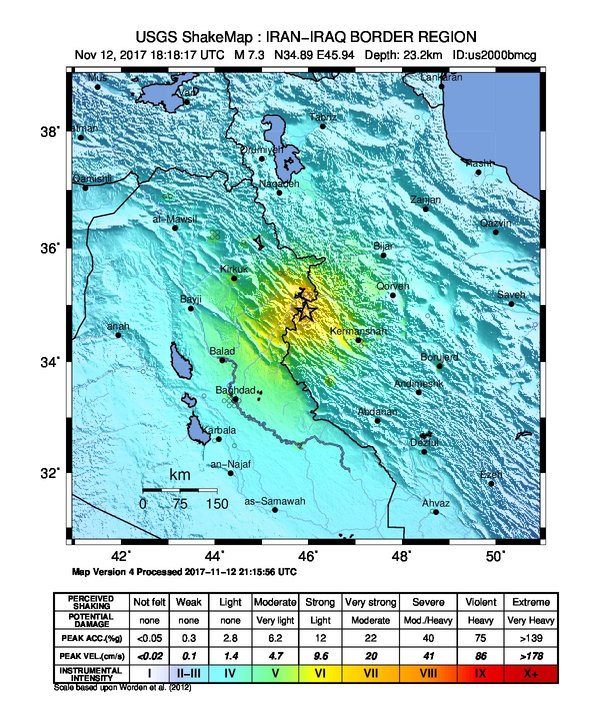 USGS ShakeMap : IRAN-IRAQ BORDER REGION
Nov 12, 2017 18:18:17 UTC M 7.3 N34.89 E45.94 Depth: 23.2km ID:us2000bmcg
Mus
Van
Lankaran
38˚
Tabriz
Orumiyeh
Rasht
Qamishli
Naqadeh
Zanjan
al-Mawsil
Qazvin
36˚
Bijar
Kirkuk
Qorveh
Bayji
Saveh
anah
Kermanshah
34˚
Balad
Borujerd
Andimeshk
Baghdad
Abdanan
Karbala
Dezful
32˚
an-Najaf
Ezeh
km
0 75 150
as-Samawah
Ahvaz
42˚ 44˚ 46˚ 48˚ 50˚
Map Version 4 Processed 2017-11-12 21:15:56 UTC
PERCEIVED SHAKING Not felt Weak Light Moderate Strong Very strong Severe Violent Extreme
POTENTIAL DAMAGE none none none Very light Light Moderate Mod./Heavy Heavy Very Heavy
PEAK ACC.(%g) <0.05 0.3 2.8 6.2 12 22 40 75 >139
PEAK VEL.(cm/s) <0.02 0.1 1.4 4.7 9.6 20 41 86 >178
INSTRUMENTAL INTENSITY I II-III IV V VI VII VIII IX X+
Scale based upon Worden et al. (2012)